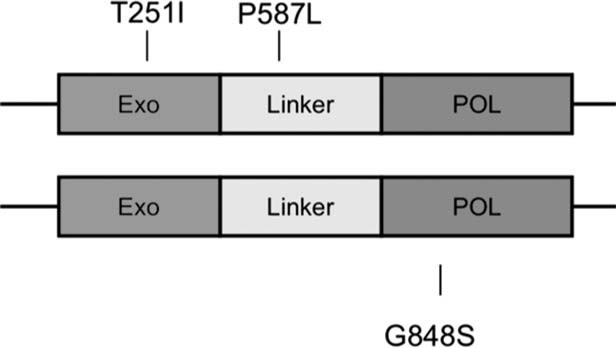 T251I P587L
Exo Linker POL
Exo Linker POL
G848S